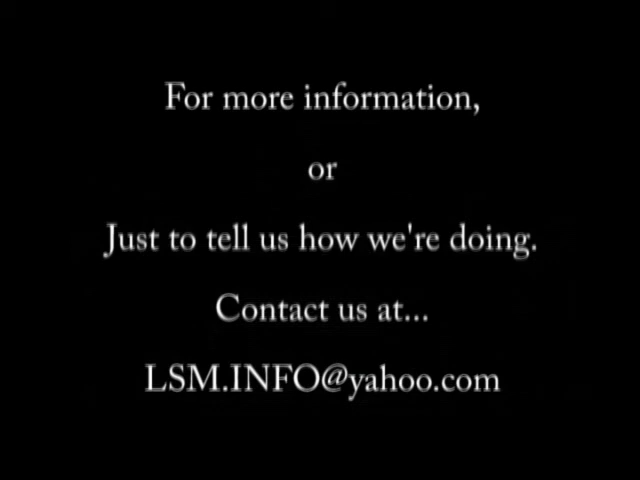 For more information,
or
Just to tell us how we're doing.
Contact us at...
LSM.INFO@yahoo.com